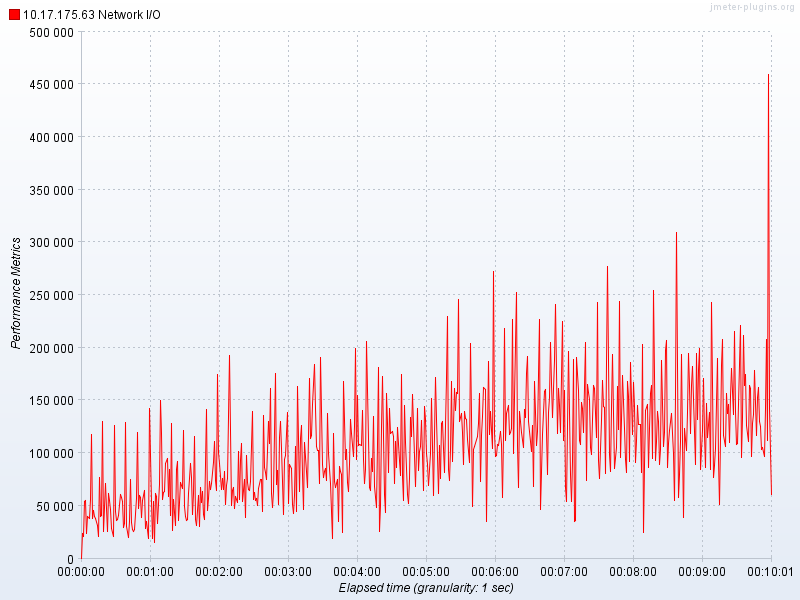 jmeter-plugins.org
10.17.175.63 Network I/O
500 000
450 000
400 000
350 000
300 000
250 000
200 000
150 000
100 000
50 000
0
Performance Metrics
00:00:00 00:01:00 00:02:00 00:03:00 00:04:00 00:05:00 00:06:00 00:07:00 00:08:00 00:09:00 00:10:01
Elapsed time (granularity: 1 sec)